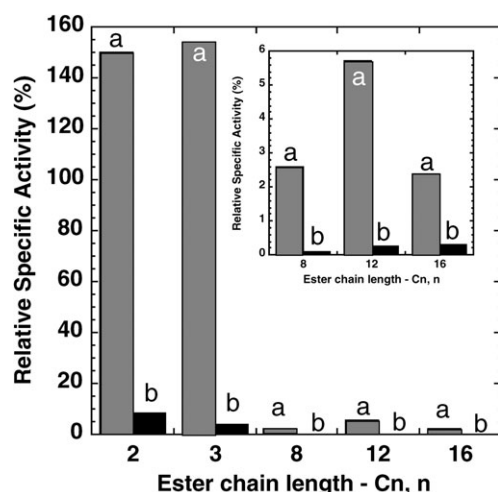 160
140
120
100
80
60
40
20
0
Relative Specific Activity (%)
a
b
a
b
a
b
a
b
a
b
2 3 8 12 16
Ester chain length - Cn, n
6
5
4
3
2
1
0
Relative Specific Activity (%)
a
b
a
b
a
b
8 12 16
Ester chain length - Cn, n